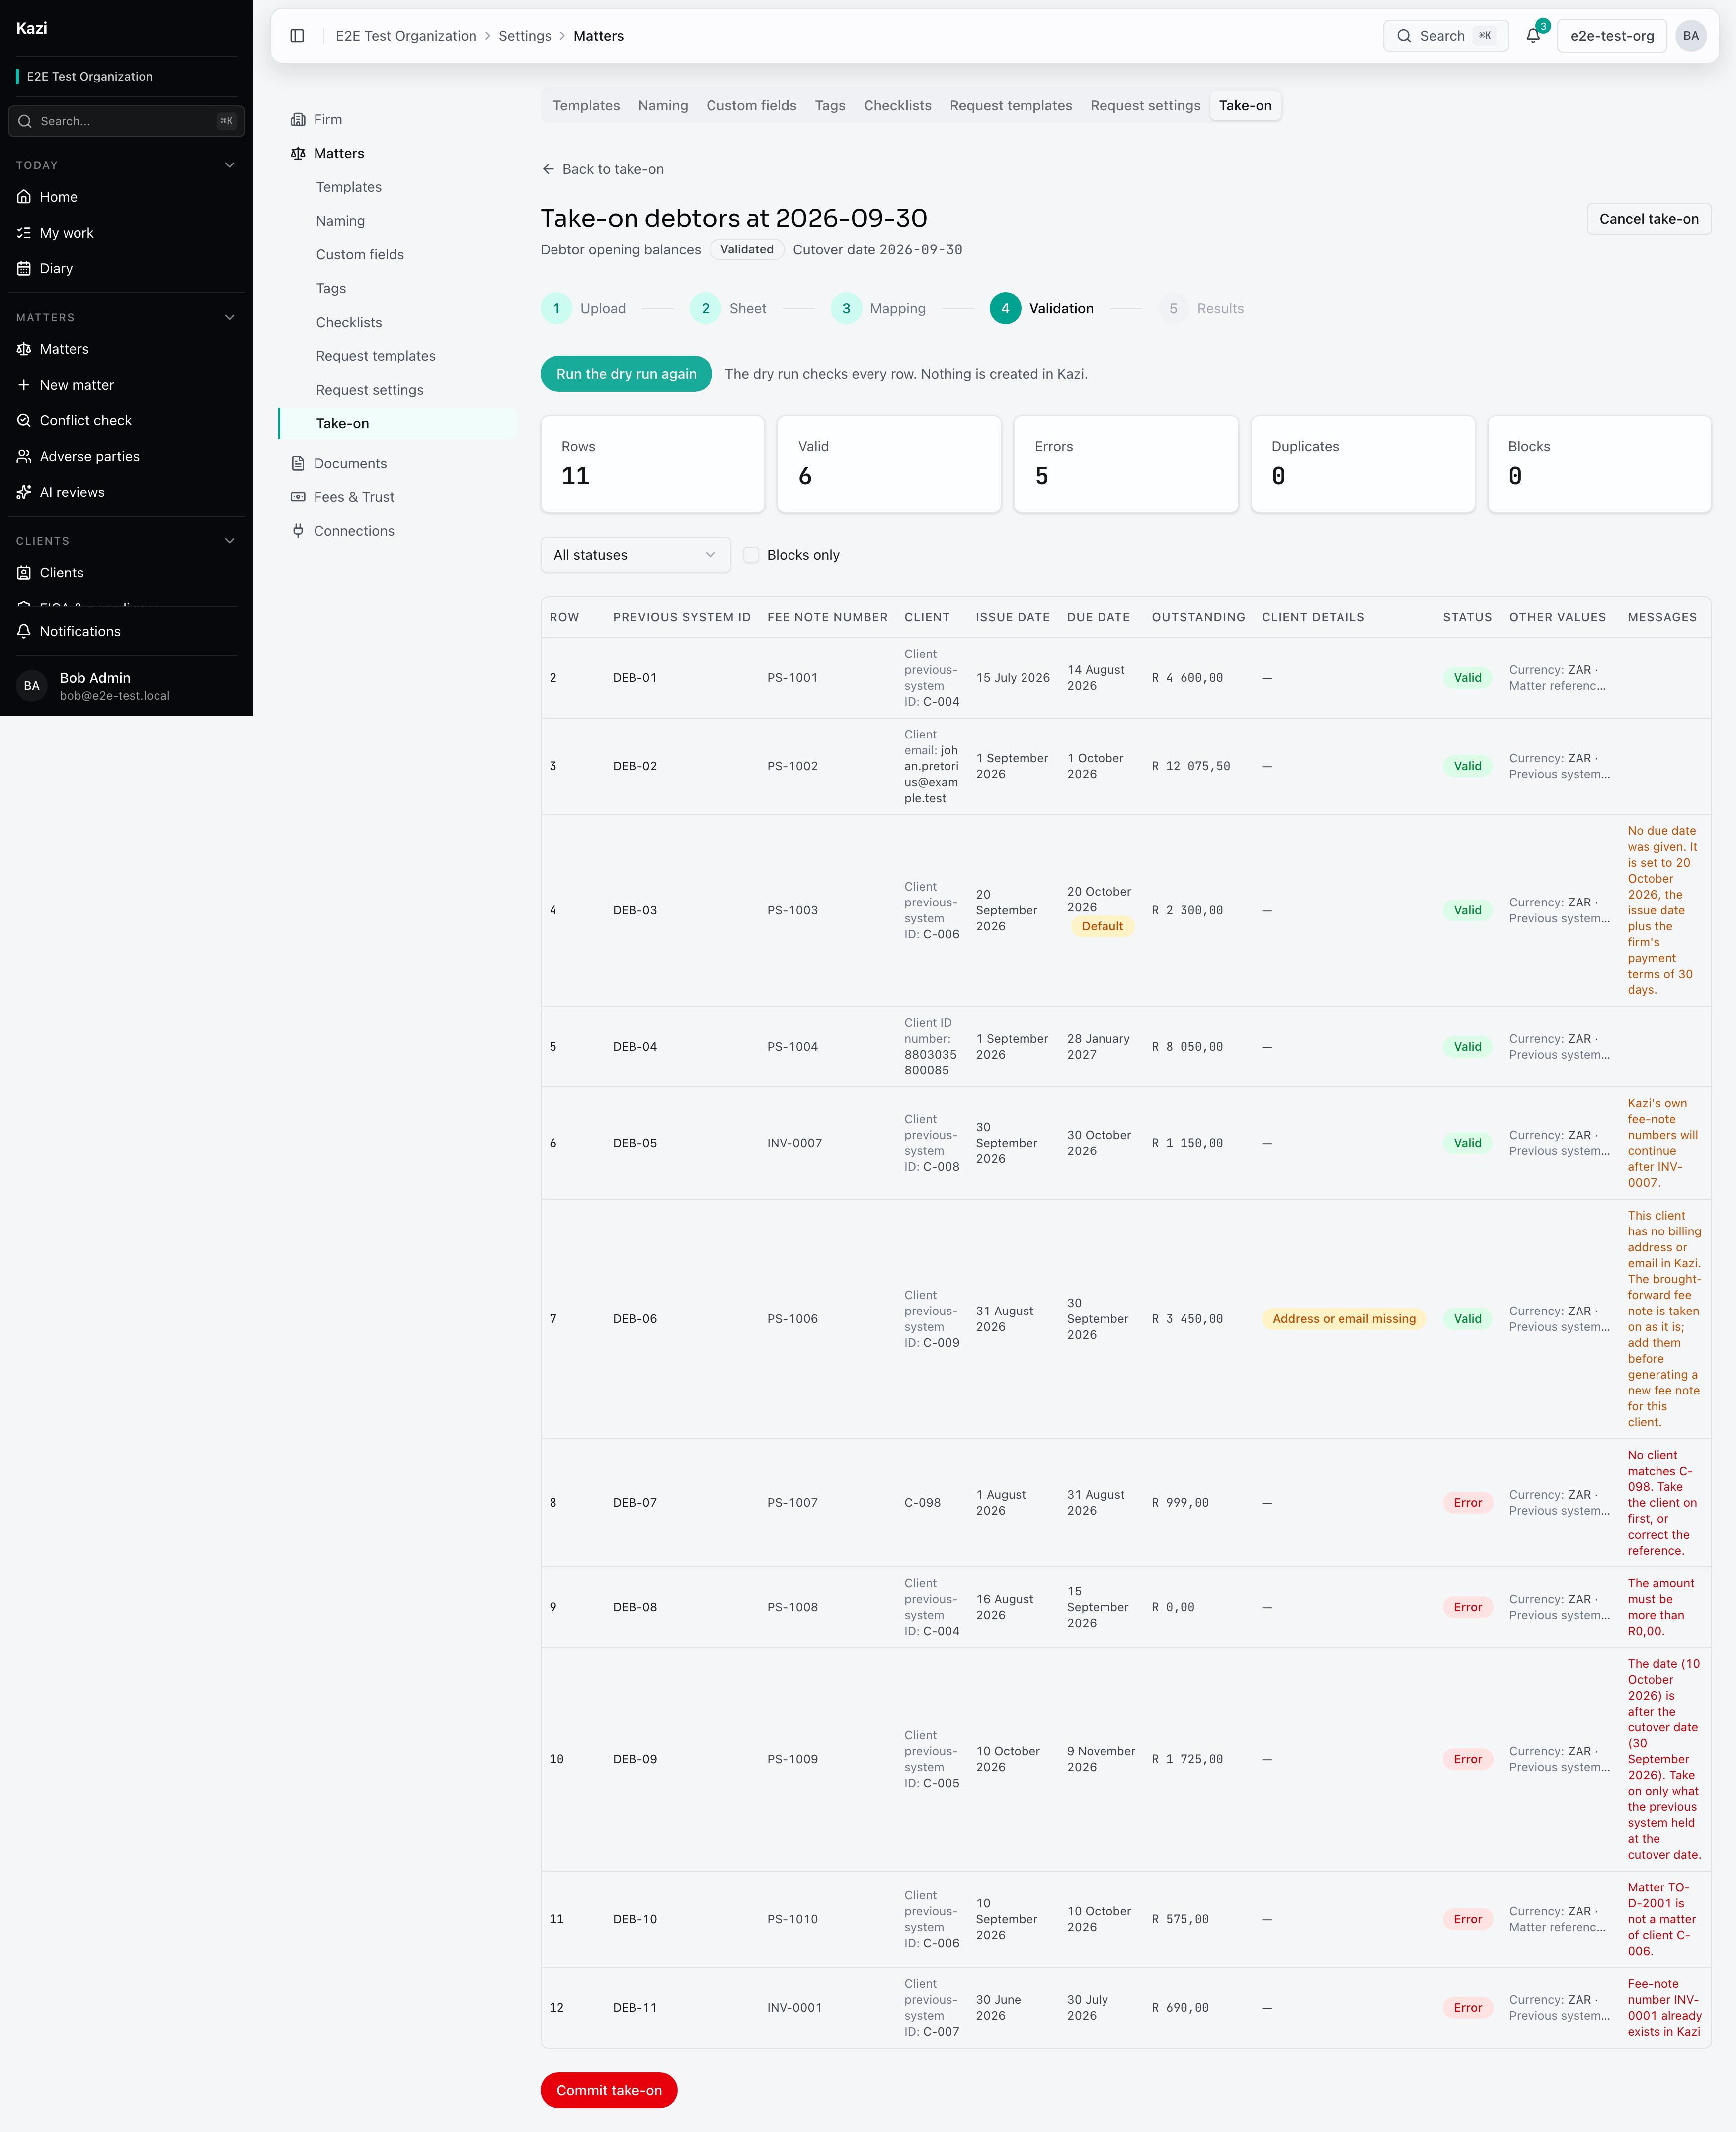 Kazi
E2E Test Organization
Search... ⌘K
TODAY
Home
My work
Diary
MATTERS
Matters
New matter
Conflict check
Adverse parties
AI reviews
CLIENTS
Clients
Notifications
BA
Bob Admin
bob@e2e-test.local
E2E Test Organization > Settings > Matters
Search ⌘K
3
e2e-test-org
BA
Firm
Matters
Templates
Naming
Custom fields
Tags
Checklists
Request templates
Request settings
Take-on
Documents
Fees & Trust
Connections
Templates Naming Custom fields Tags Checklists Request templates Request settings Take-on
← Back to take-on
Take-on debtors at 2026-09-30
Cancel take-on
Debtor opening balances Validated Cutover date 2026-09-30
1 Upload 2 Sheet 3 Mapping 4 Validation 5 Results
Run the dry run again The dry run checks every row. Nothing is created in Kazi.
Rows
11
Valid
6
Errors
5
Duplicates
0
Blocks
0
All statuses
Blocks only
ROW PREVIOUS SYSTEM ID FEE NOTE NUMBER CLIENT ISSUE DATE DUE DATE OUTSTANDING CLIENT DETAILS STATUS OTHER VALUES MESSAGES
2
DEB-01
PS-1001
Client
previous-
system
ID: C-004
15 July 2026
14 August
2026
R 4 600,00
—
Valid
Currency: ZAR ·
Matter referenc...
3
DEB-02
PS-1002
Client
email: joh
an.pretori
us@exam
ple.test
1 September
2026
1 October
2026
R 12 075,50
—
Valid
Currency: ZAR ·
Previous system...
4
DEB-03
PS-1003
Client
previous-
system
ID: C-006
20
September
2026
20 October
2026
Default
R 2 300,00
—
Valid
Currency: ZAR ·
Previous system...
No due date
was given. It
is set to 20
October
2026, the
issue date
plus the
firm's
payment
terms of 30
days.
5
DEB-04
PS-1004
Client ID
number:
8803035
800085
1 September
2026
28 January
2027
R 8 050,00
—
Valid
Currency: ZAR ·
Previous system...
6
DEB-05
INV-0007
Client
previous-
system
ID: C-008
30
September
2026
30 October
2026
R 1 150,00
—
Valid
Currency: ZAR ·
Previous system...
Kazi's own
fee-note
numbers will
continue
after INV-
0007.
7
DEB-06
PS-1006
Client
previous-
system
ID: C-009
31 August
2026
30
September
2026
R 3 450,00
Address or email missing
Valid
Currency: ZAR ·
Previous system...
This client
has no billing
address or
email in Kazi.
The brought-
forward fee
note is taken
on as it is;
add them
before
generating a
new fee note
for this
client.
8
DEB-07
PS-1007
C-098
1 August
2026
31 August
2026
R 999,00
—
Error
Currency: ZAR ·
Previous system...
No client
matches C-
098. Take
the client on
first, or
correct the
reference.
9
DEB-08
PS-1008
Client
previous-
system
ID: C-004
16 August
2026
15
September
2026
R 0,00
—
Error
Currency: ZAR ·
Previous system...
The amount
must be
more than
R0,00.
10
DEB-09
PS-1009
Client
previous-
system
ID: C-005
10 October
2026
9 November
2026
R 1 725,00
—
Error
Currency: ZAR ·
Previous system...
The date (10
October
2026) is
after the
cutover date
(30
September
2026). Take
on only what
the previous
system held
at the
cutover date.
11
DEB-10
PS-1010
Client
previous-
system
ID: C-006
10
September
2026
10 October
2026
R 575,00
—
Error
Currency: ZAR ·
Matter referenc...
Matter TO-
D-2001 is
not a matter
of client C-
006.
12
DEB-11
INV-0001
Client
previous-
system
ID: C-007
30 June
2026
30 July
2026
R 690,00
—
Error
Currency: ZAR ·
Previous system...
Fee-note
number INV-
0001 already
exists in Kazi
Commit take-on